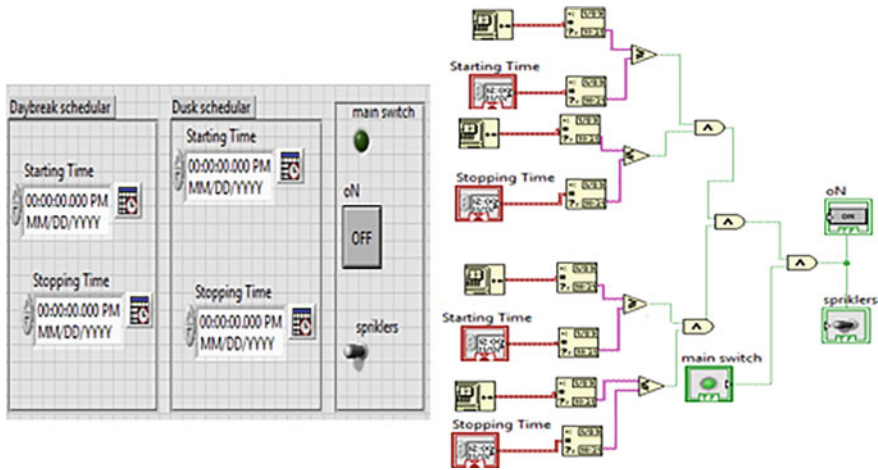 Daybreak schedular
Starting Time
00:00:00.000 PM
MM/DD/YYYY
Stopping Time
00:00:00.000 PM
MM/DD/YYYY
Dusk schedular
Starting Time
00:00:00.000 PM
MM/DD/YYYY
Stopping Time
00:00:00.000 PM
MM/DD/YYYY
main switch
oN
OFF
spriklers
Starting Time
Stopping Time
Starting Time
Stopping Time
main switch
oN
ON
spriklers